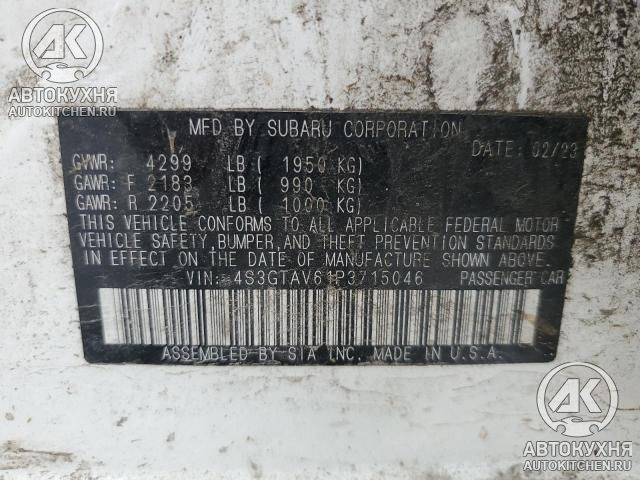 AK
АВТОКУХНЯ
AUTOKITCHEN.RU
MFD BY SUBARU CORPORATION
DATE: 02/23
GVWR: 4299 LB ( 1950 KG)
GAWR: F 2183 LB ( 990 KG)
GAWR: R 2205 LB ( 1000 KG)
THIS VEHICLE CONFORMS TO ALL APPLICABLE FEDERAL MOTOR
VEHICLE SAFETY, BUMPER, AND THEFT PREVENTION STANDARDS
IN EFFECT ON THE DATE OF MANUFACTURE SHOWN ABOVE.
VIN: 4S3GTAV61P3715046 PASSENGER CAR
ASSEMBLED BY SIA INC. MADE IN U.S.A.
AK
АВТОКУХНЯ
AUTOKITCHEN.RU